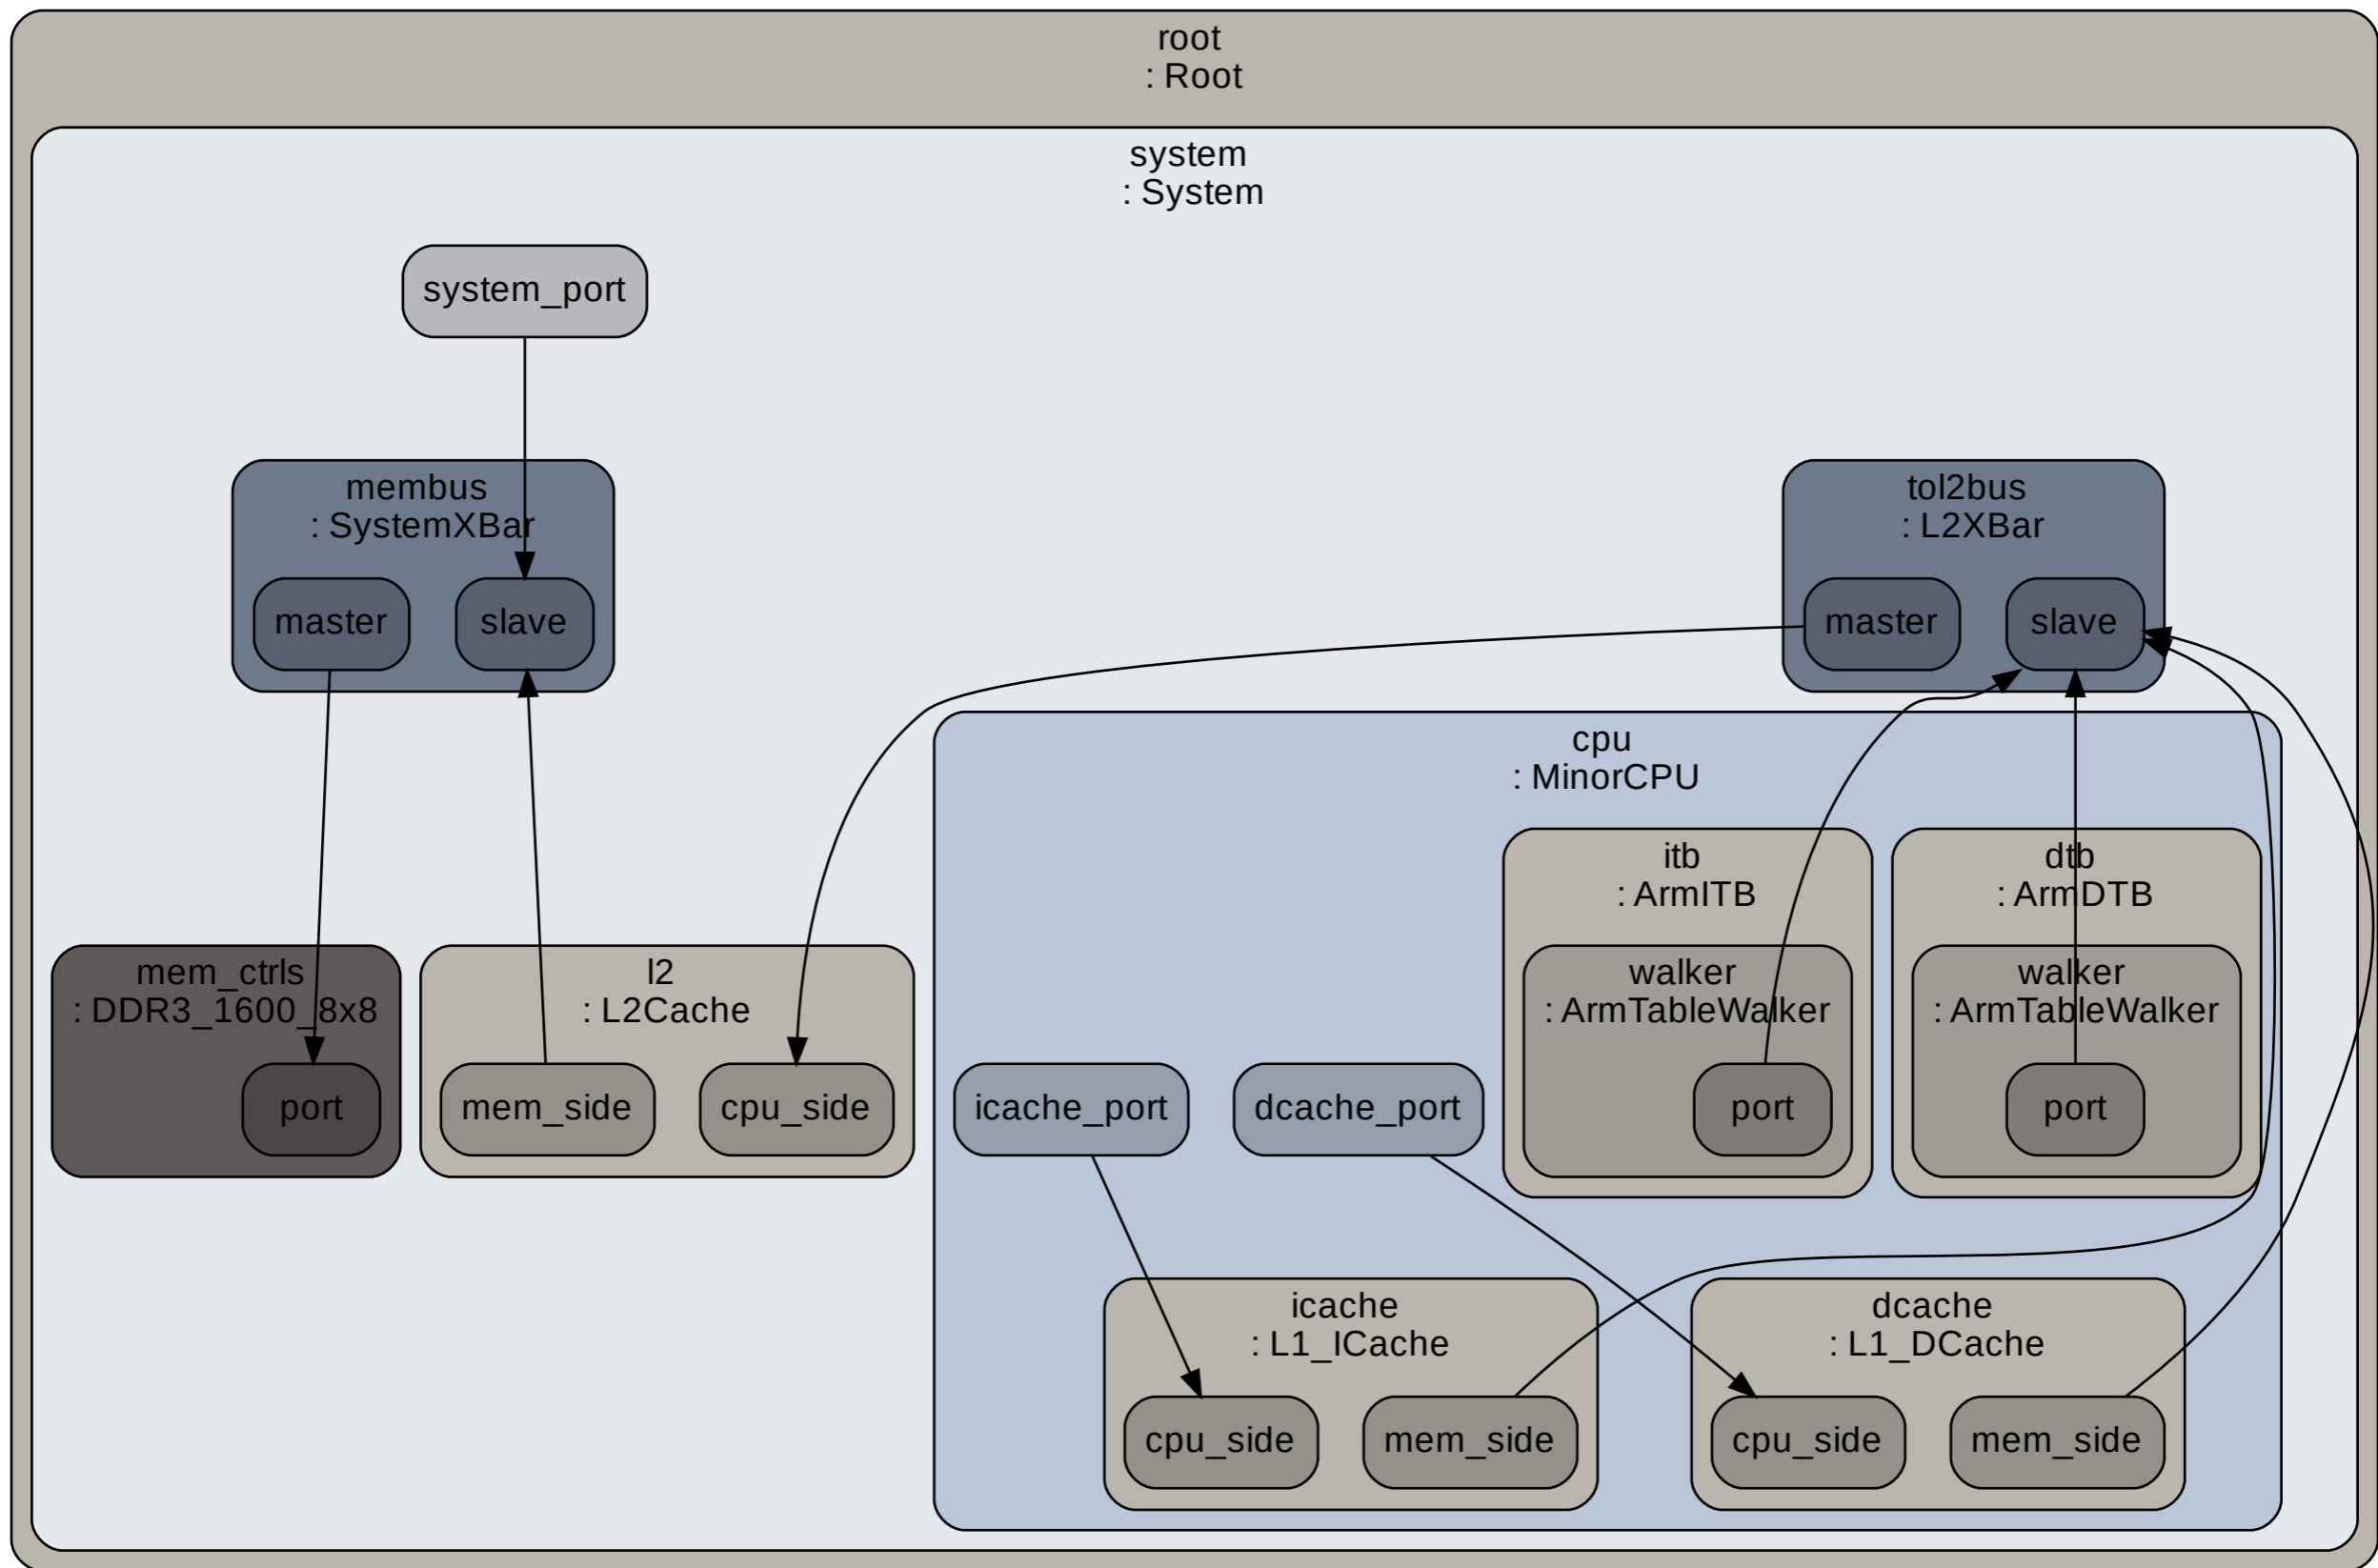 root
: Root
system
: System
system_port
membus
: SystemXBar
master
slave
tol2bus
: L2XBar
master
slave
cpu
: MinorCPU
itb
: ArmITB
dtb
: ArmDTB
mem_ctrls
: DDR3_1600_8x8
port
l2
: L2Cache
mem_side
cpu_side
icache_port
dcache_port
walker
: ArmTableWalker
port
walker
: ArmTableWalker
port
icache
: L1_ICache
cpu_side
mem_side
dcache
: L1_DCache
cpu_side
mem_side